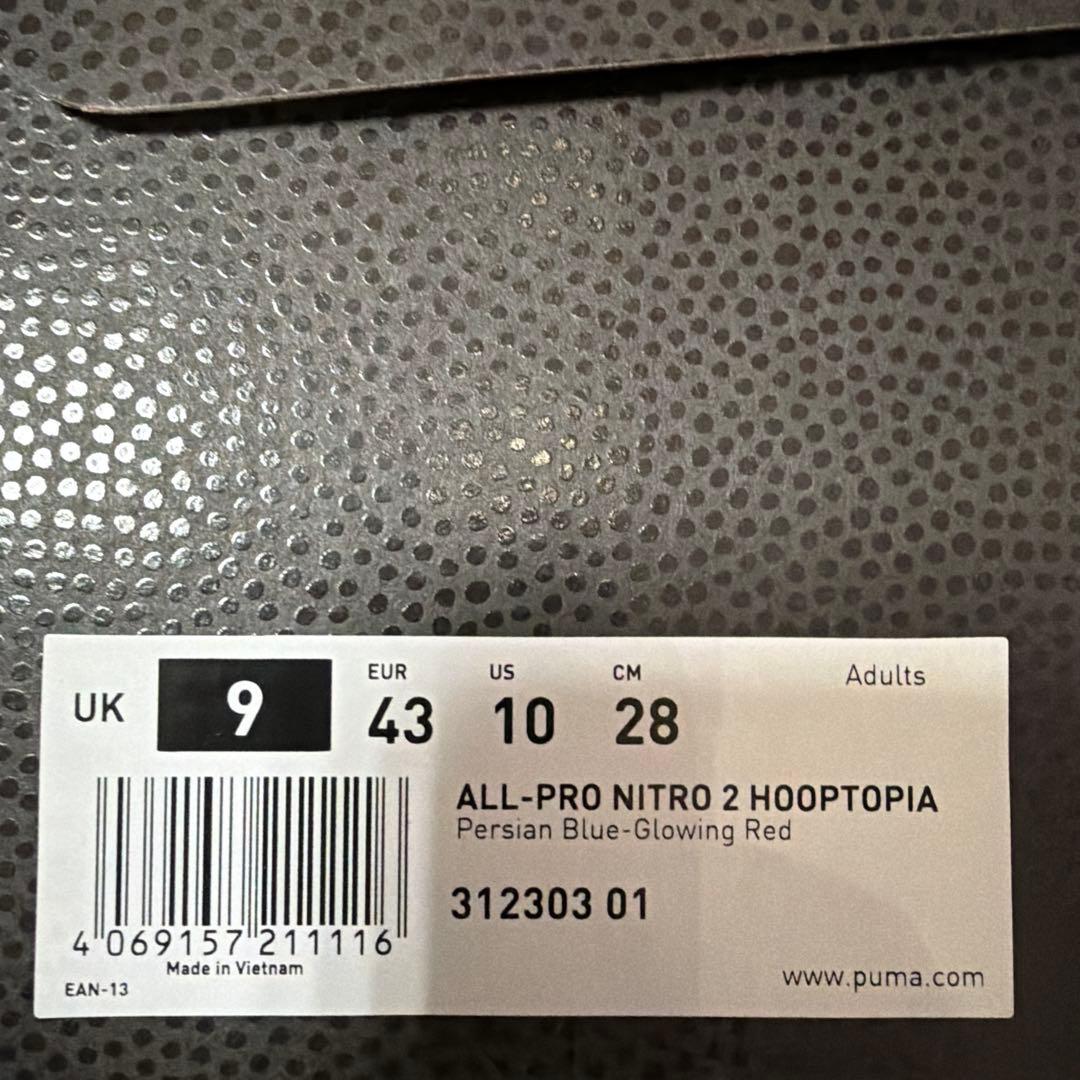 UK 9
EUR US CM
43 10 28
Adults
ALL-PRO NITRO 2 HOOPTOPIA
Persian Blue-Glowing Red
312303 01
4 069157 211116
Made in Vietnam
EAN-13
www.puma.com